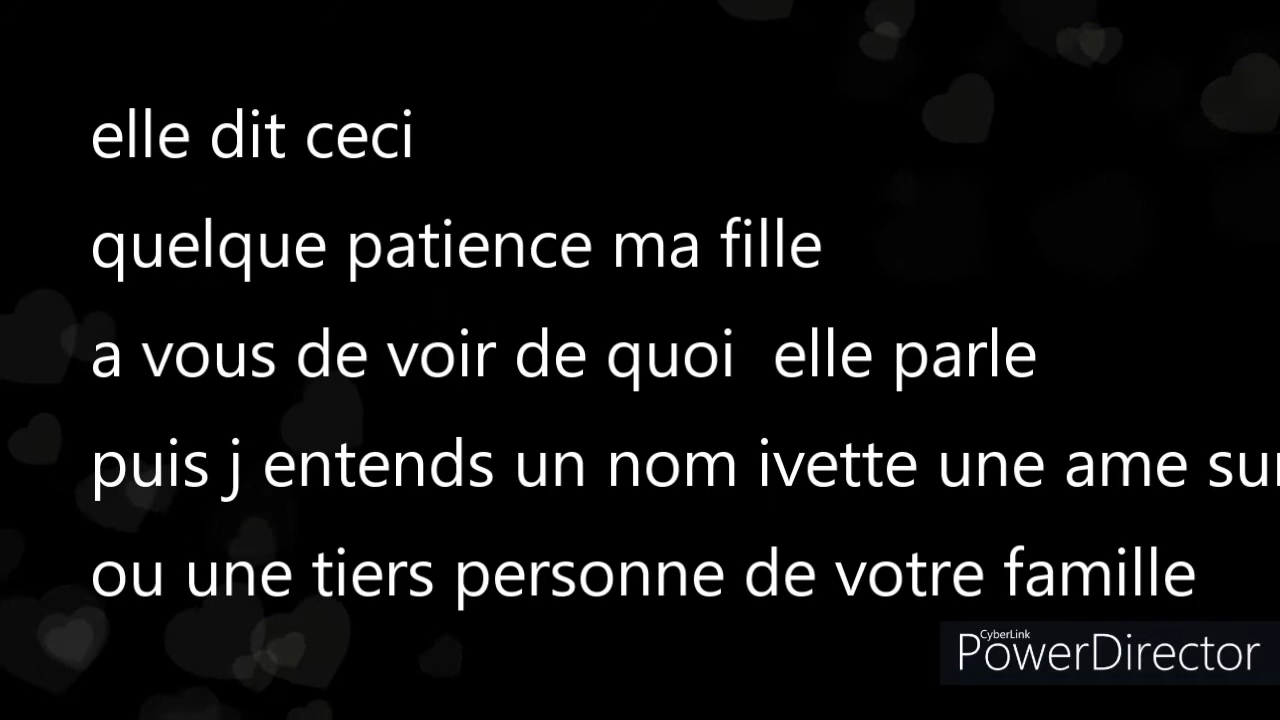 elle dit ceci
quelque patience ma fille
a vous de voir de quoi elle parle
puis j entends un nom ivette une ame
ou une tiers personne de votre famille
CyberLink
PowerDirector